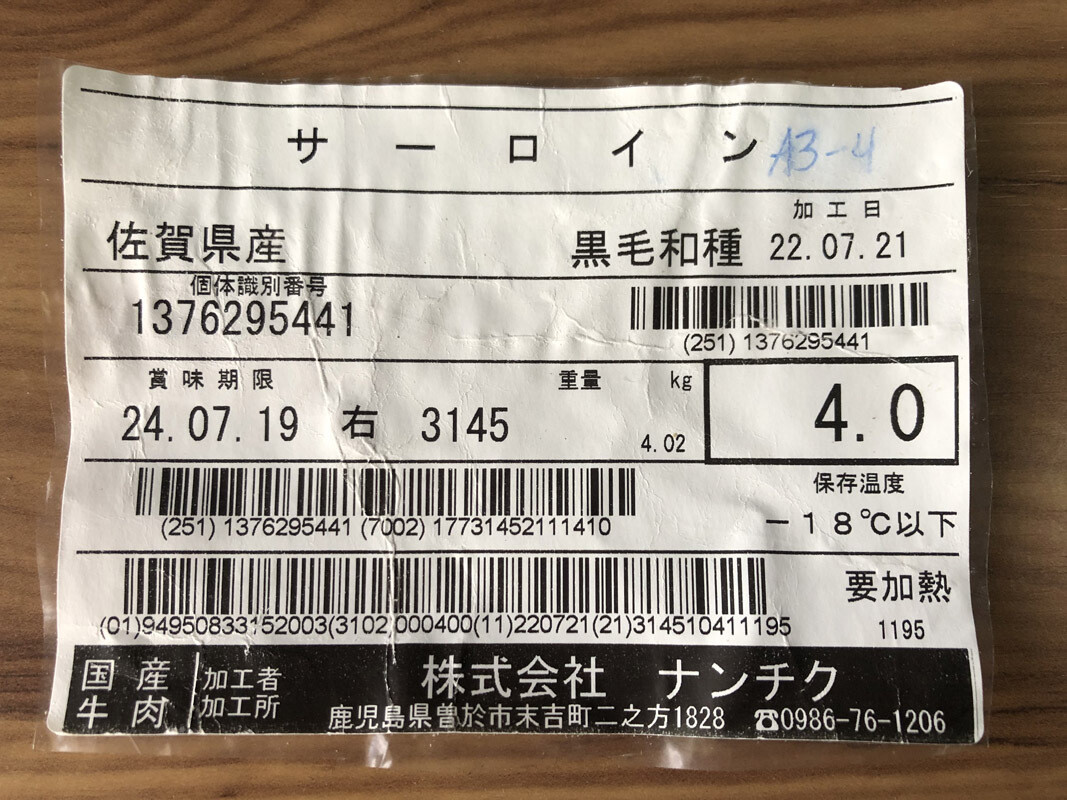 サーロイン A3-4
加工日
佐賀県産 黒毛和種 22.07.21
個体識別番号
1376295441
(251) 1376295441
賞味期限 重量 kg
24.07.19 右 3145 4.02 4.0
保存温度
(251) 1376295441 (7002) 17731452111410
－18℃以下
要加熱
(01)94950833152003(3102)000400(11)220721(21)314510411195
1195
国産牛肉 加工者 加工所 株式会社 ナンチク
鹿児島県曽於市末吉町二之方1828 ☎0986-76-1206